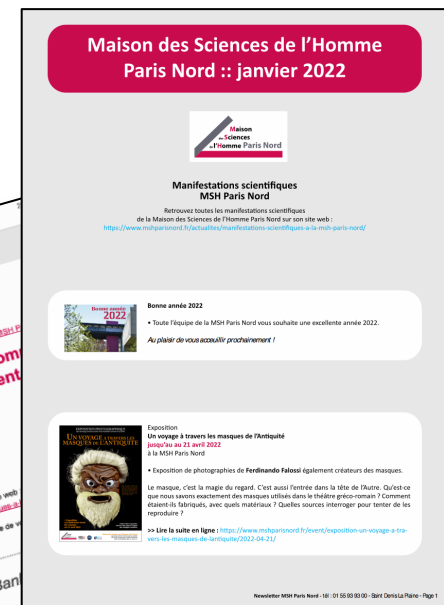 Maison des Sciences de l'Homme
Paris Nord :: janvier 2022
Maison
des Sciences
de l'Homme Paris Nord
Manifestations scientifiques
MSH Paris Nord
Retrouvez toutes les manifestations scientifiques
de la Maison des Sciences de l'Homme Paris Nord sur son site web :
https://www.mshparisnord.fr/actualites/manifestations-scientifiques-a-la-msh-paris-nord/
Bonne année
2022
Bonne année 2022
• Toute l'équipe de la MSH Paris Nord vous souhaite une excellente année 2022.
Au plaisir de vous accueillir prochainement !
UN VOYAGE A TRAVERS LES
MASQUES DE L'ANTIQUITE
Exposition
Un voyage à travers les masques de l'Antiquité
jusqu'au au 21 avril 2022
à la MSH Paris Nord
• Exposition de photographies de Ferdinando Falossi également créateurs des masques.
Le masque, c'est la magie du regard. C'est aussi l'entrée dans la tête de l'Autre. Qu'est-ce
que nous savons exactement des masques utilisés dans le théâtre gréco-romain ? Comment
étaient-ils fabriqués, avec quels matériaux ? Quelles sources interroger pour tenter de les
reproduire ?
>> Lire la suite en ligne : https://www.mshparisnord.fr/event/exposition-un-voyage-a-tra-
vers-les-masques-de-lantiquite/2022-04-21/
Newsletter MSH Paris Nord - tél : 01 55 93 93 00 - Saint Denis La Plaine - Page 1